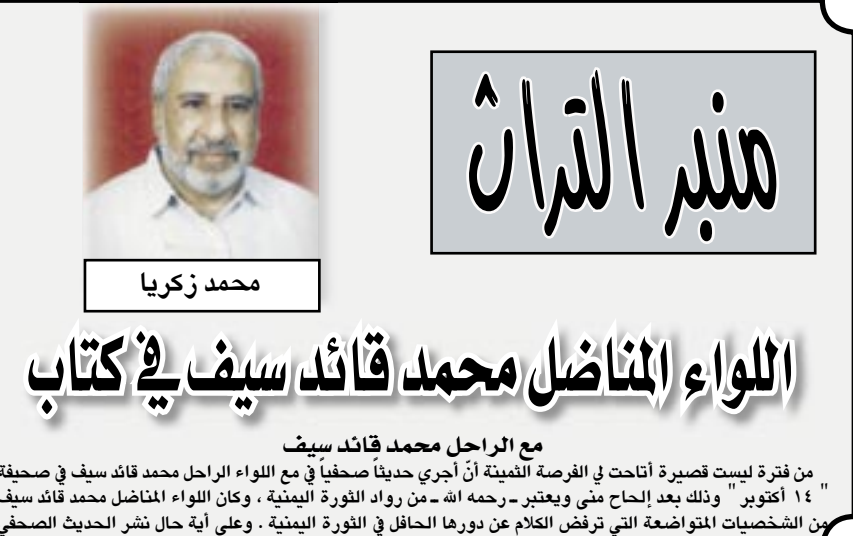 منبر التراث
محمد زكريا
اللواء المناضل محمد قائد سيف في كتاب
مع الراحل محمد قائد سيف
من فترة ليست قصيرة أتاحت لي الفرصة الثمينة أنّ أجري حديثاً صحفياً في مع اللواء الراحل محمد قائد سيف في صحيفة
" ١٤ أكتوبر " وذلك بعد إلحاح منى ويعتبر ـ رحمه الله ـ من رواد الثورة اليمنية ، وكان اللواء المناضل محمد قائد سيف
من الشخصيات المتواضعة التي ترفض الكلام عن دورها الحافل في الثورة اليمنية . وعلى أية حال نشر الحديث الصحفي